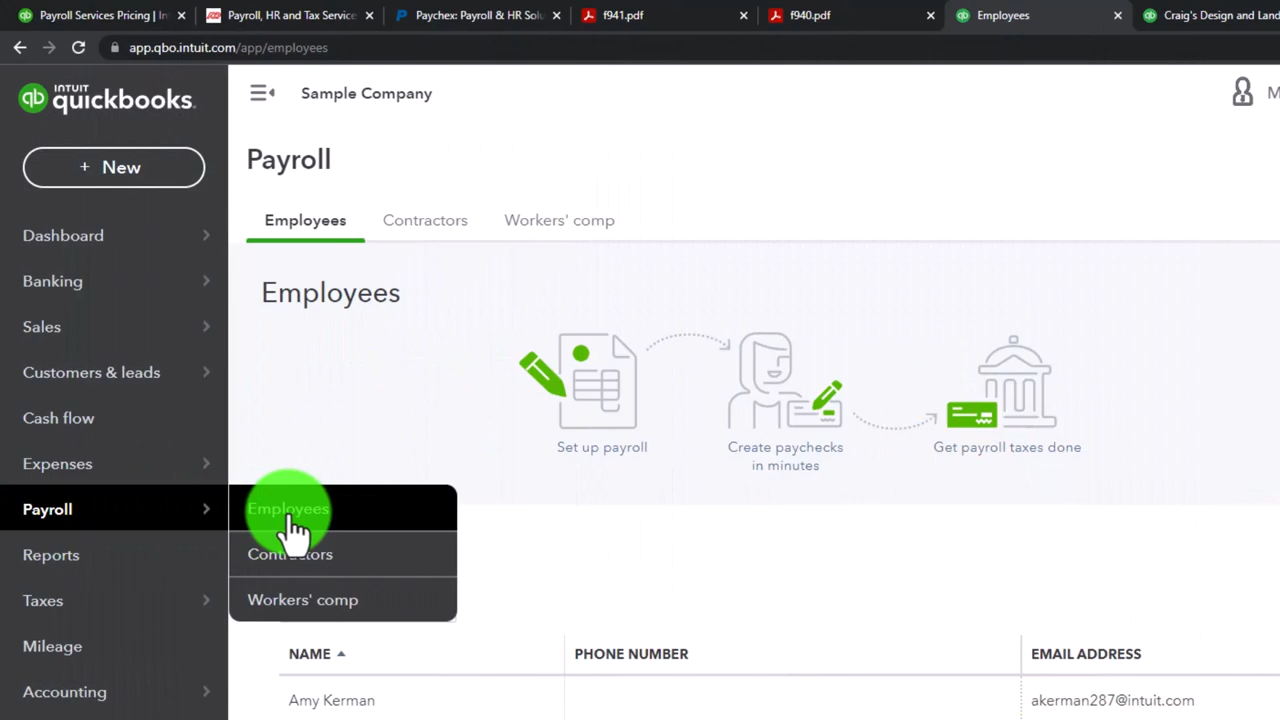 Payroll Services Pricing | In
Payroll, HR and Tax Service
Paychex: Payroll & HR Solu
f941.pdf
f940.pdf
Employees
Craig's Design and Land
app.qbo.intuit.com/app/employees
INTUIT
quickbooks.
Sample Company
M
+ New
Payroll
Employees
Contractors
Workers' comp
Dashboard
Banking
Sales
Customers & leads
Cash flow
Expenses
Payroll
Reports
Taxes
Mileage
Accounting
Employees
Set up payroll
Create paychecks
in minutes
Get payroll taxes done
Employees
Contractors
Workers' comp
NAME
PHONE NUMBER
EMAIL ADDRESS
Amy Kerman
akerman287@intuit.com